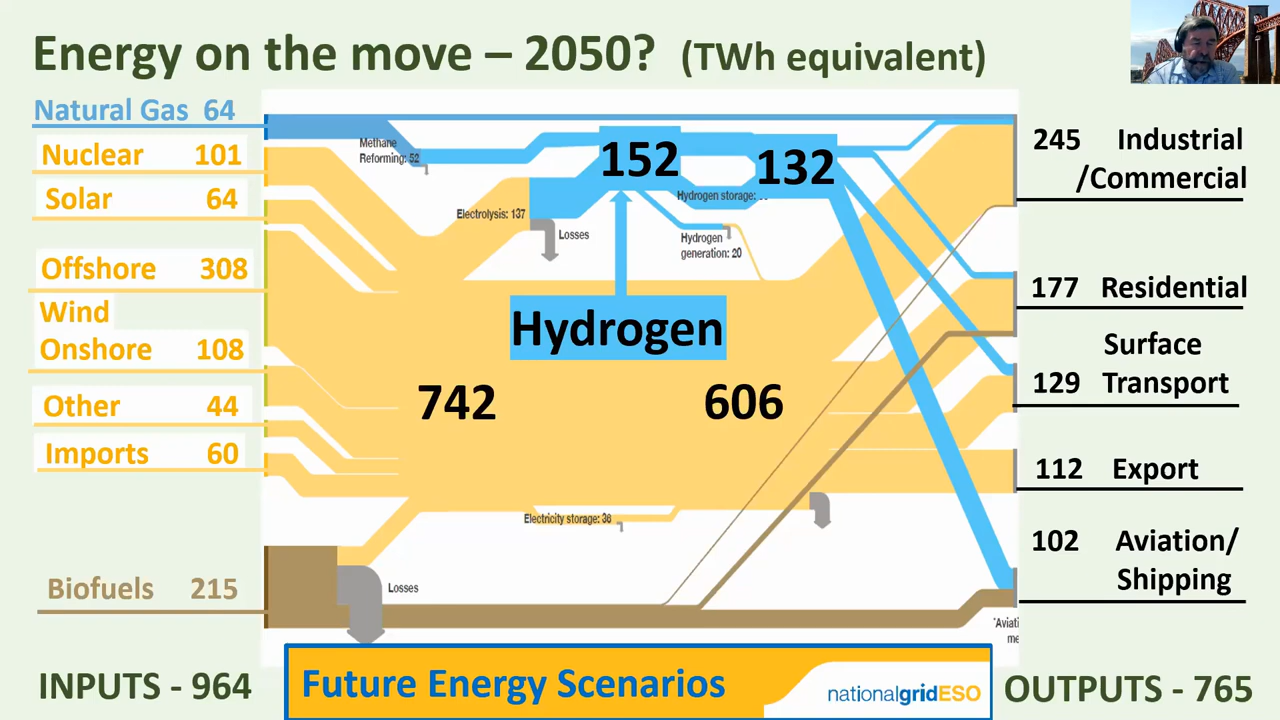 Energy on the move – 2050? (TWh equivalent)
Natural Gas 64
Nuclear 101
Solar 64
Offshore 308
Wind
Onshore 108
Other 44
Imports 60
Biofuels 215
INPUTS - 964
Methane
Reforming: 52
152
132
Hydrogen storage:
Electrolysis: 137
Losses
Hydrogen
generation: 20
Hydrogen
742
606
Electricity storage: 36
Losses
245 Industrial
/Commercial
177 Residential
Surface
129 Transport
112 Export
102 Aviation/
Shipping
Future Energy Scenarios
nationalgridESO
OUTPUTS - 765